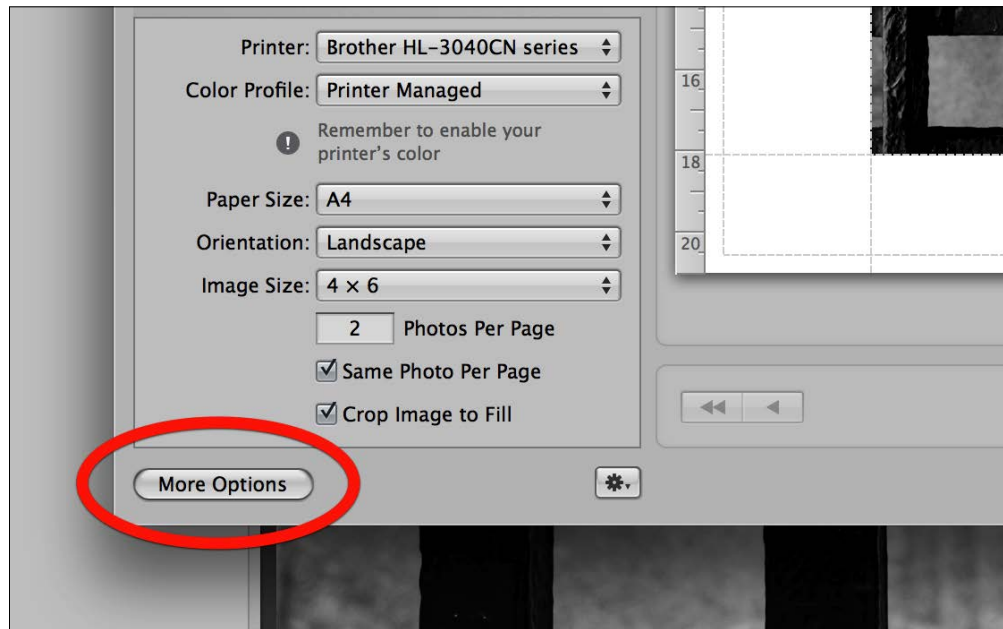 Printer: Brother HL-3040CN series
Color Profile: Printer Managed
! Remember to enable your
printer's color
Paper Size: A4
Orientation: Landscape
Image Size: 4 × 6
2 Photos Per Page
Same Photo Per Page
Crop Image to Fill
More Options
16
18
20